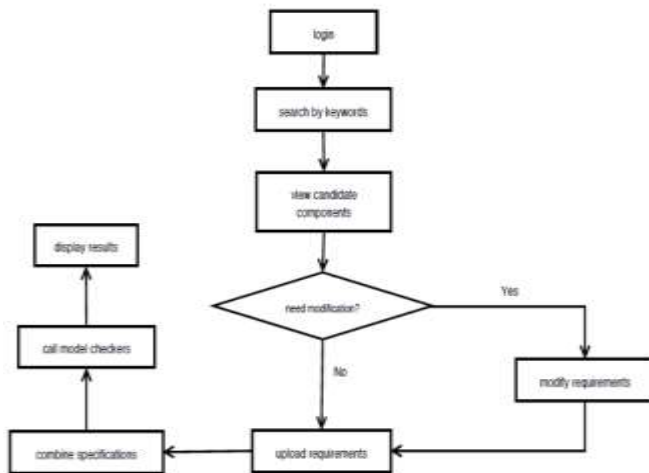 login
search by keywords
view candidate
components
need modification?
Yes
No
modify requirements
upload requirements
combine specifications
call model checkers
display results